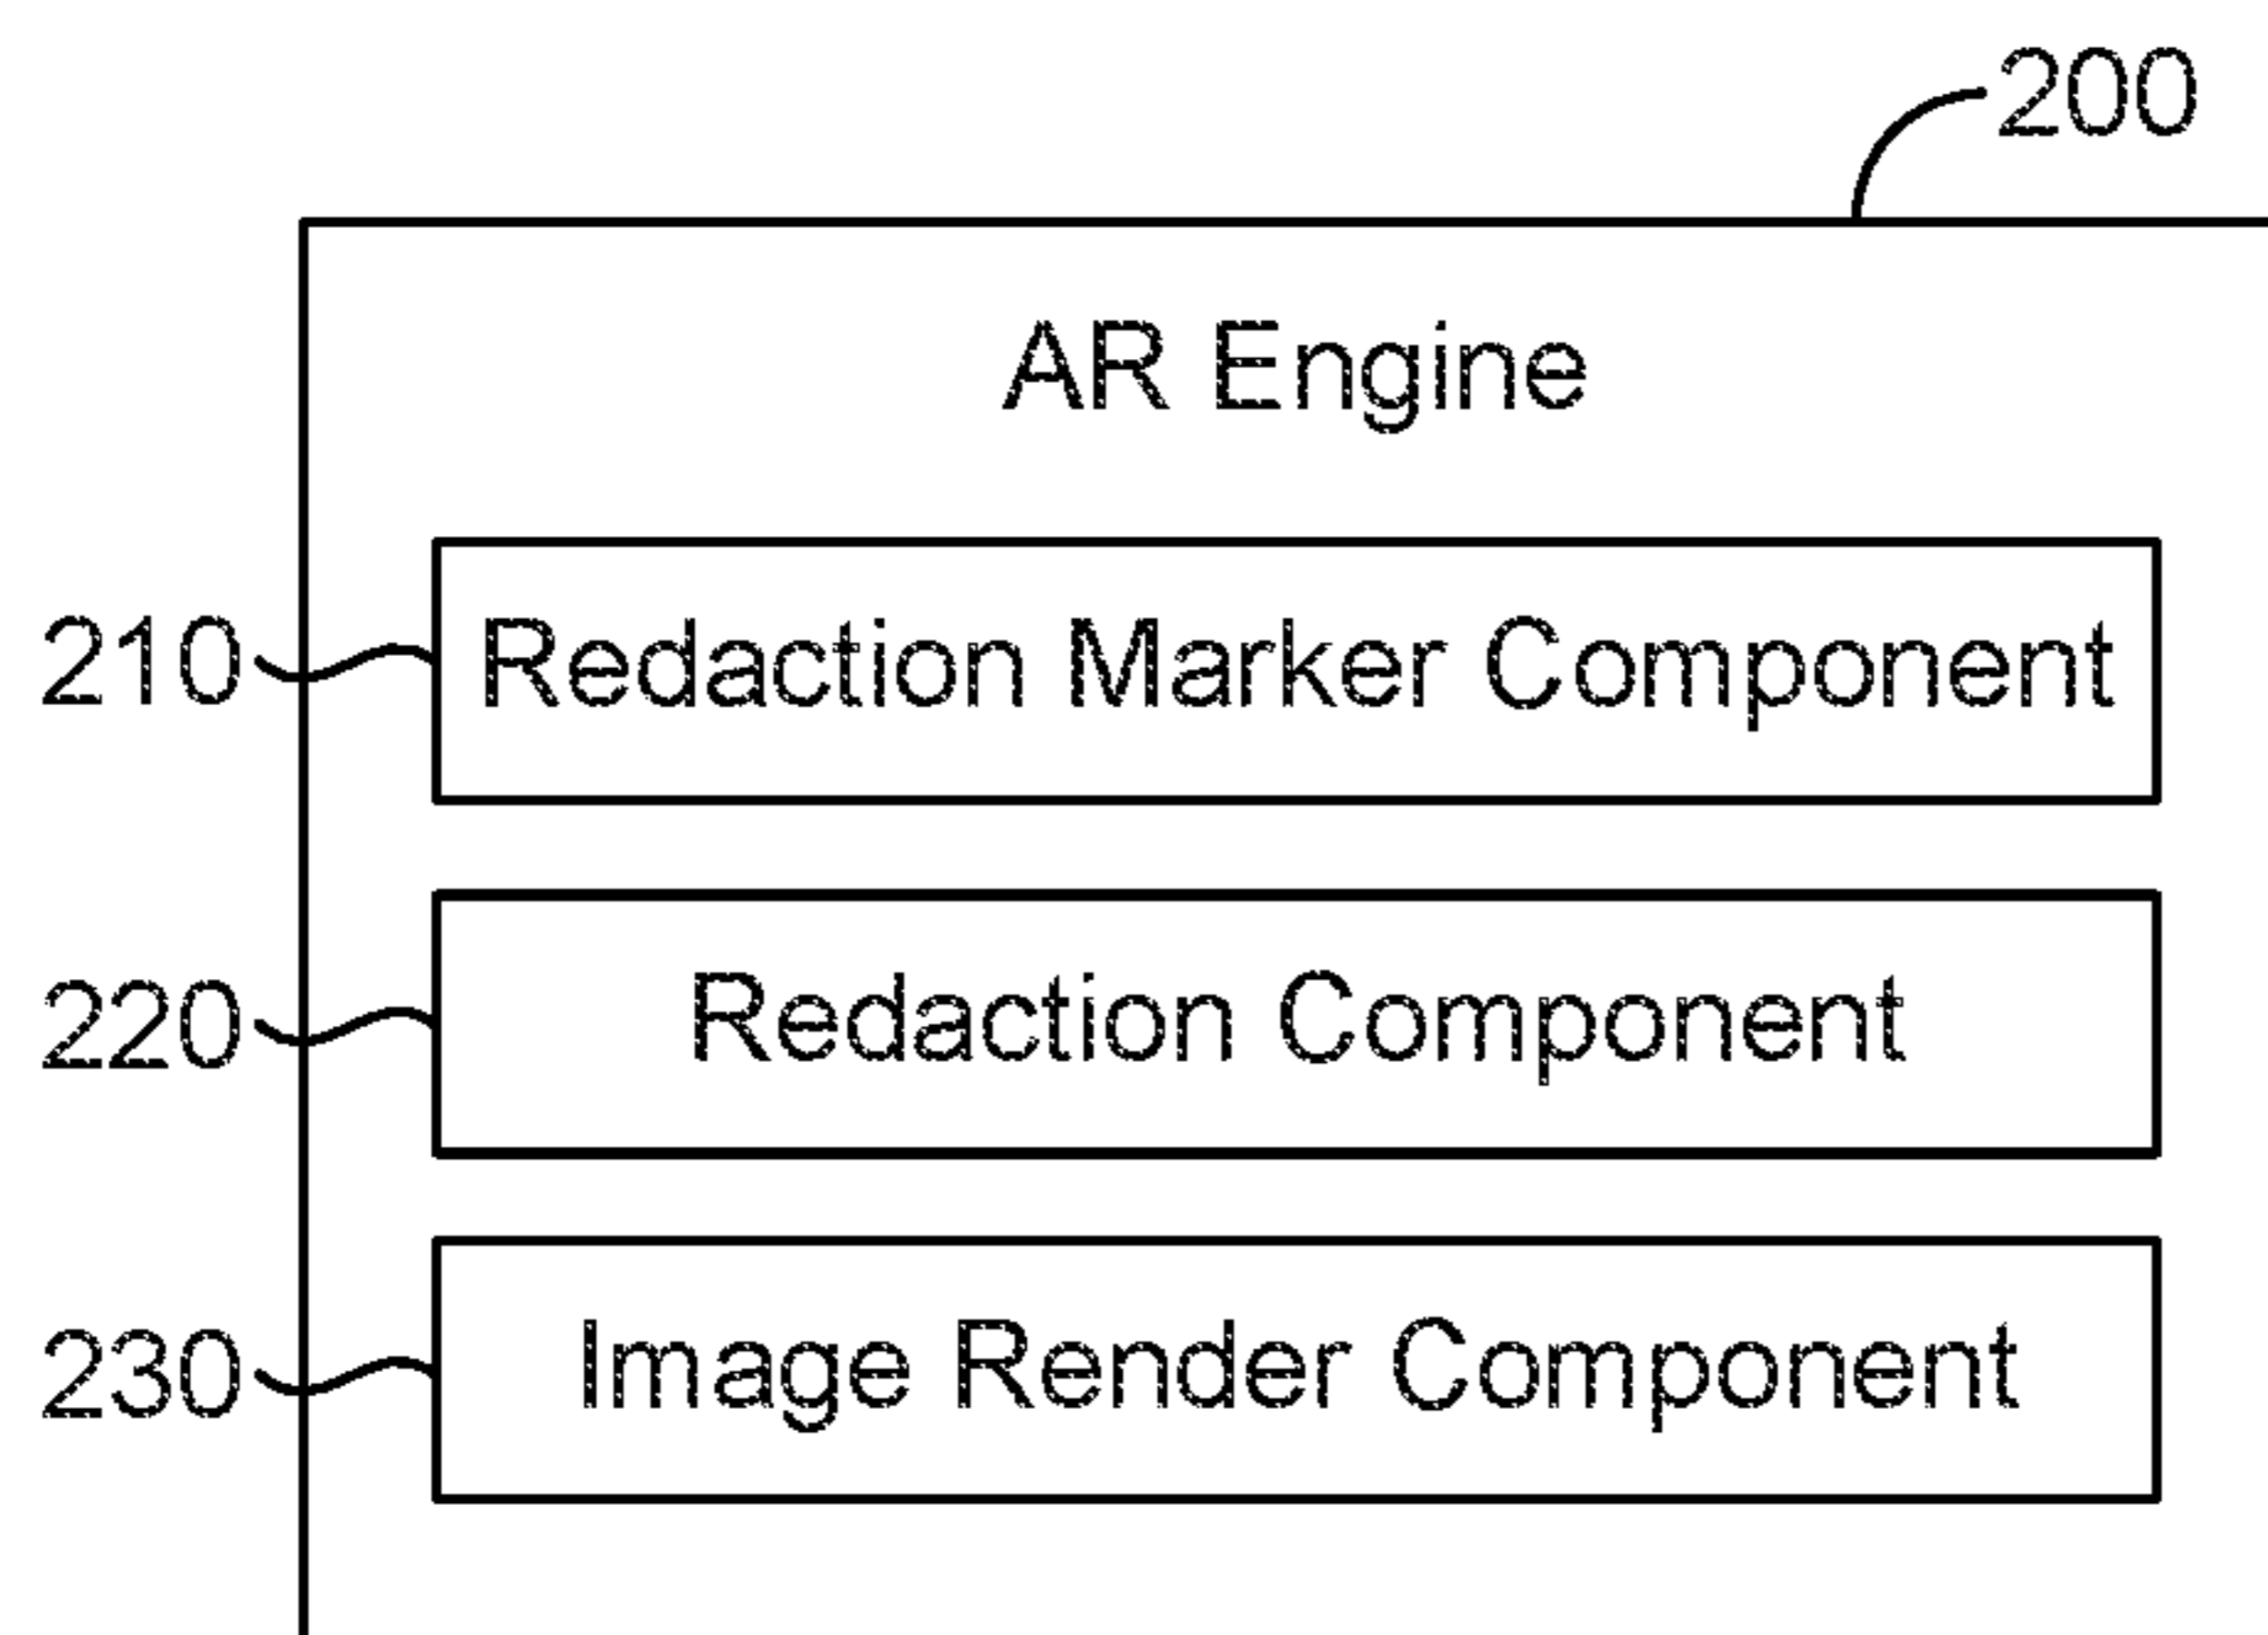 200
AR Engine
210 Redaction Marker Component
220 Redaction Component
230 Image Render Component